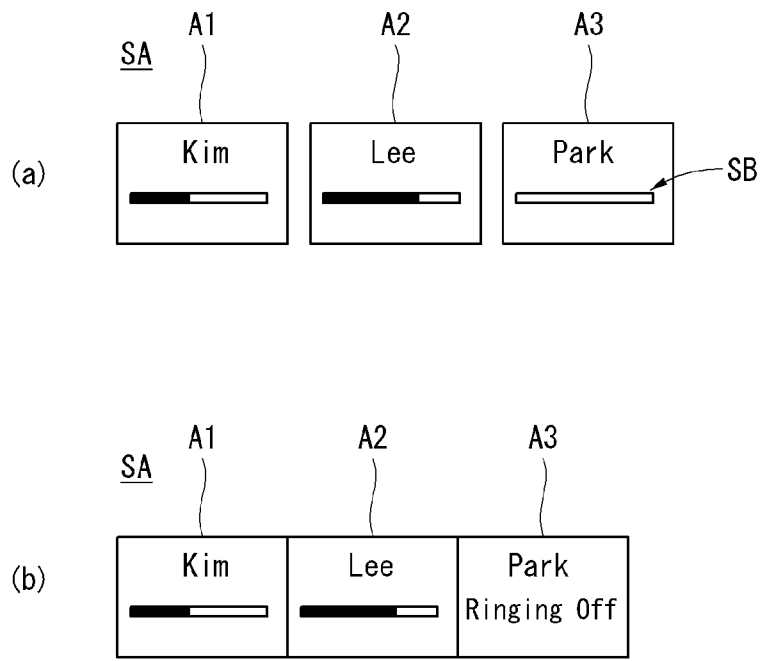 A1 A2 A3
SA
(a)
Kim Lee Park
SB
A1 A2 A3
SA
(b)
Kim Lee Park
Ringing Off